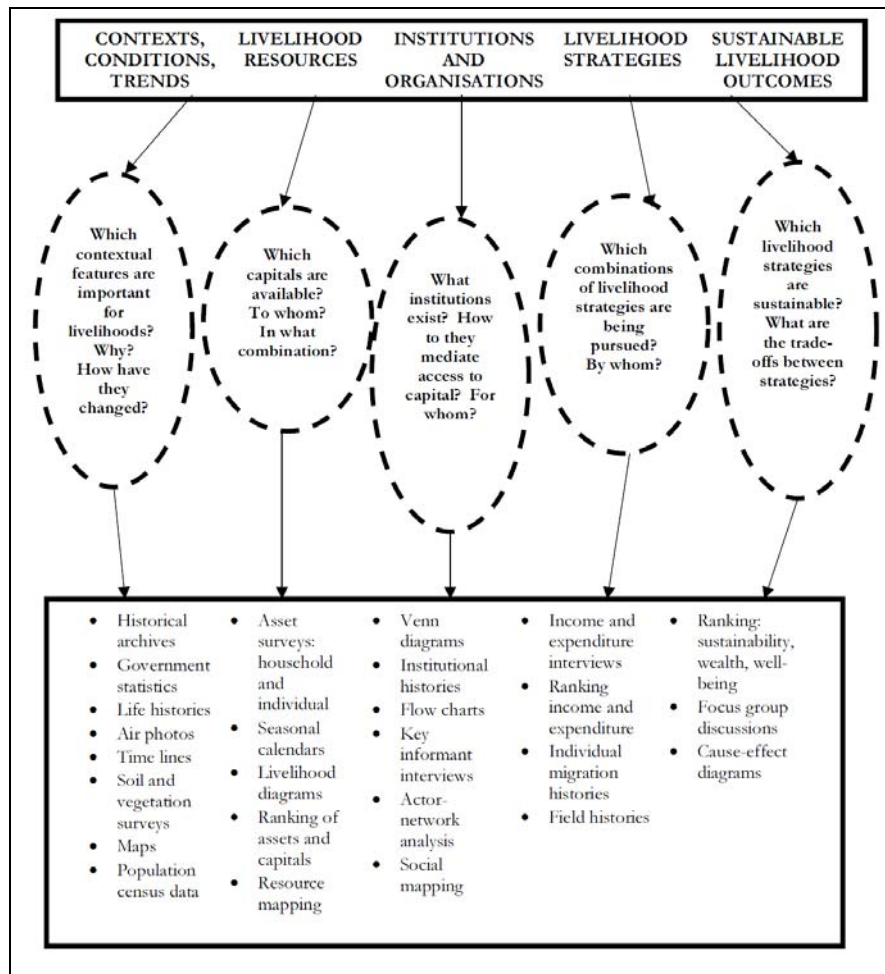 CONTEXTS,
CONDITIONS,
TRENDS
LIVELIHOOD
RESOURCES
INSTITUTIONS
AND
ORGANISATIONS
LIVELIHOOD
STRATEGIES
SUSTAINABLE
LIVELIHOOD
OUTCOMES
Which
contextual
features are
important
for
livelihoods?
Why?
How have
they
changed?
Which
capitals are
available?
To whom?
In what
combination?
What
institutions
exist? How
to they
mediate
access to
capital? For
whom?
Which
combinations
of livelihood
strategies are
being
pursued?
By whom?
Which
livelihood
strategies
are
sustainable?
What are
the trade-
offs between
strategies?
• Historical
archives
• Government
statistics
• Life histories
• Air photos
• Time lines
• Soil and
vegetation
surveys
• Maps
• Population
census data
• Asset
surveys:
household
and
individual
• Seasonal
calendars
• Livelihood
diagrams
• Ranking of
assets and
capitals
• Resource
mapping
• Venn
diagrams
• Institutional
histories
• Flow charts
• Key
informant
interviews
• Actor-
network
analysis
• Social
mapping
• Income and
expenditure
interviews
• Ranking
income and
expenditure
• Individual
migration
histories
• Field histories
• Ranking:
sustainability,
wealth, well-
being
• Focus group
discussions
• Cause-effect
diagrams